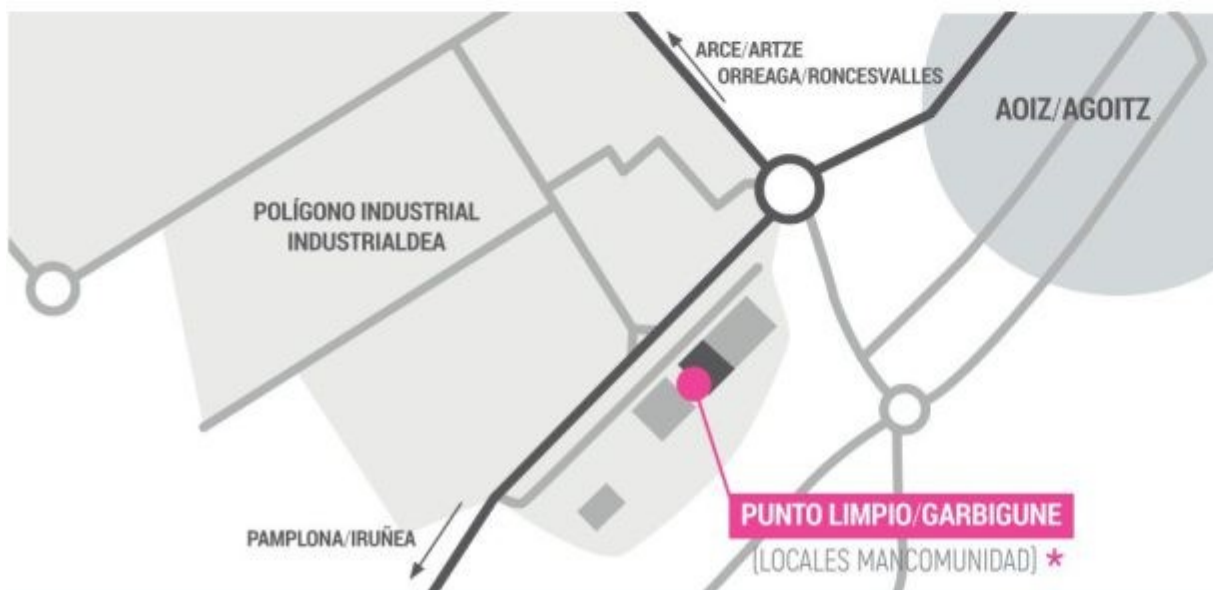 ARCE/ARTZE
ORREAGA/RONCESVALLES
AOIZ/AGOITZ
POLÍGONO INDUSTRIAL
INDUSTRIALDEA
PAMPLONA/IRUÑEA
PUNTO LIMPIO/GARBIGUNE
(LOCALES MANCOMUNIDAD) *